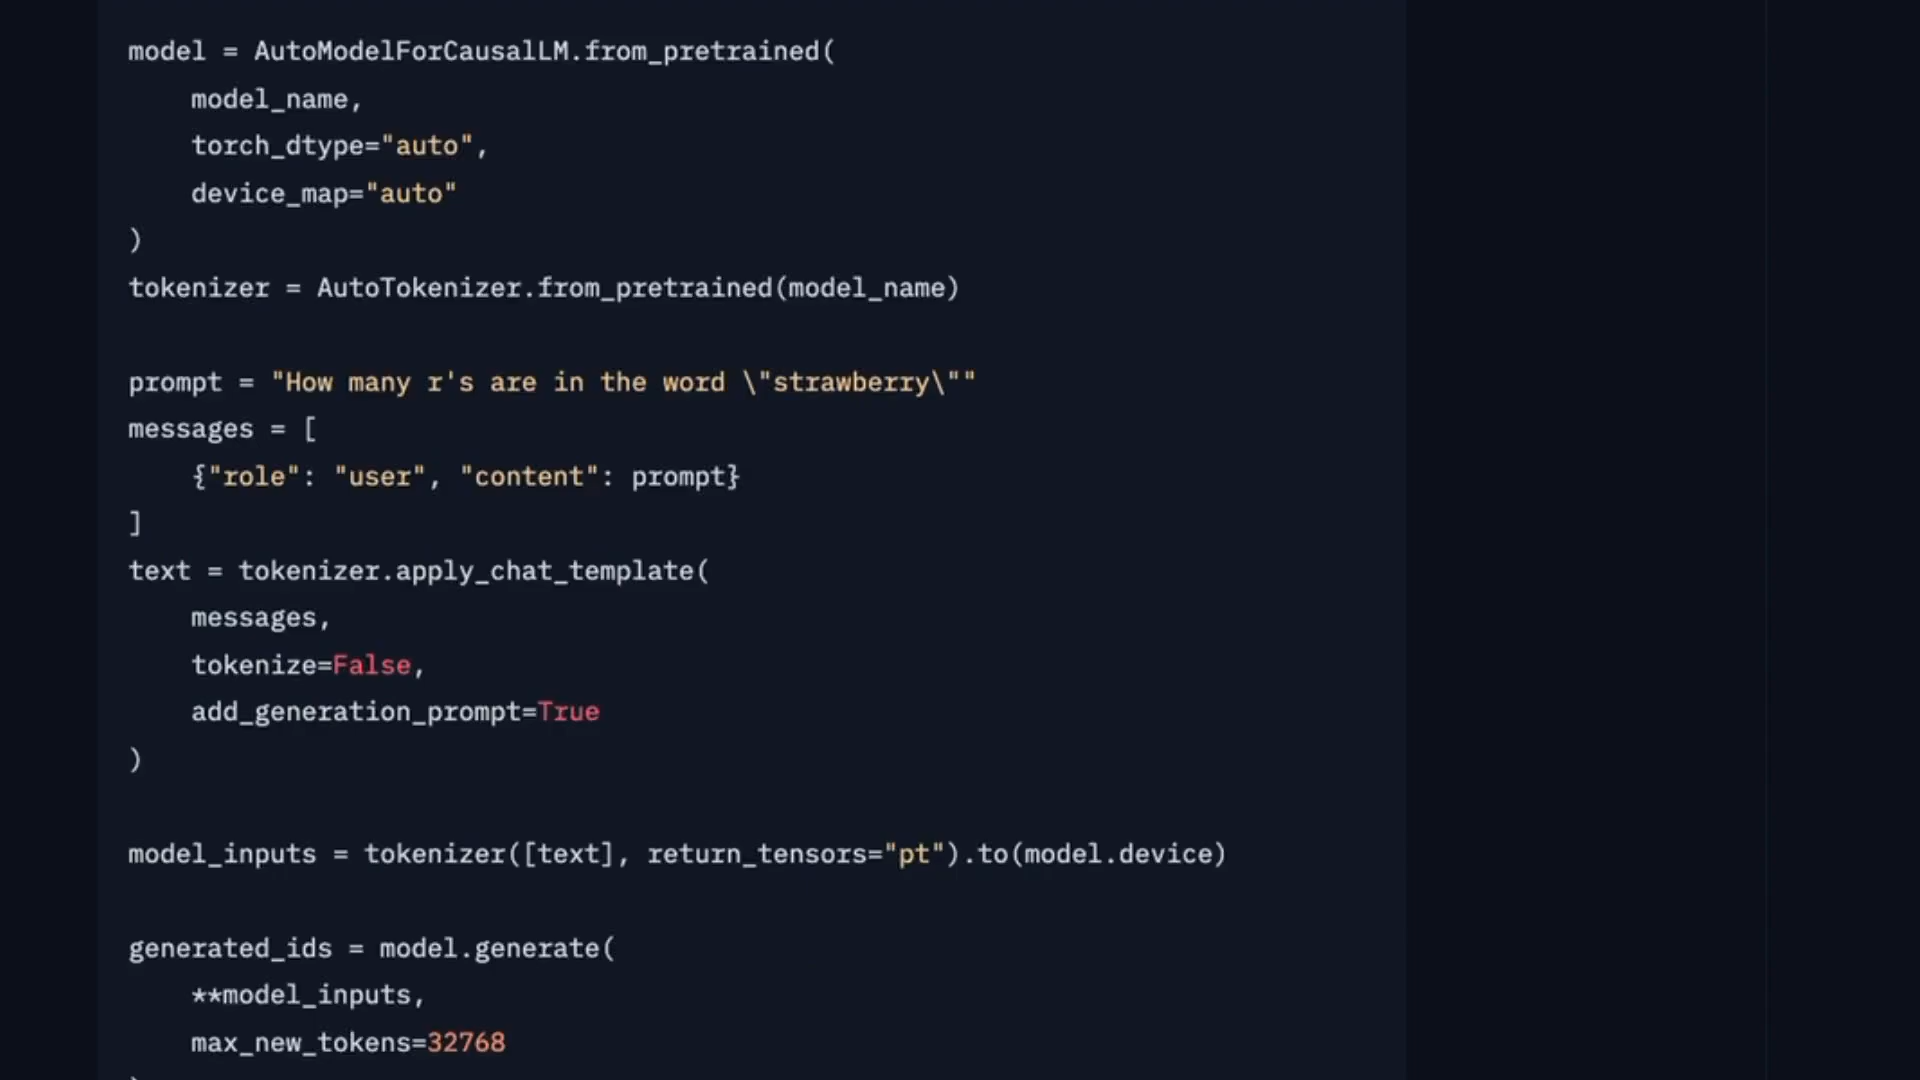 model = AutoModelForCausalLM.from_pretrained(
    model_name,
    torch_dtype="auto",
    device_map="auto"
)
tokenizer = AutoTokenizer.from_pretrained(model_name)

prompt = "How many r's are in the word \"strawberry\""
messages = [
    {"role": "user", "content": prompt}
]
text = tokenizer.apply_chat_template(
    messages,
    tokenize=False,
    add_generation_prompt=True
)

model_inputs = tokenizer([text], return_tensors="pt").to(model.device)

generated_ids = model.generate(
    **model_inputs,
    max_new_tokens=32768